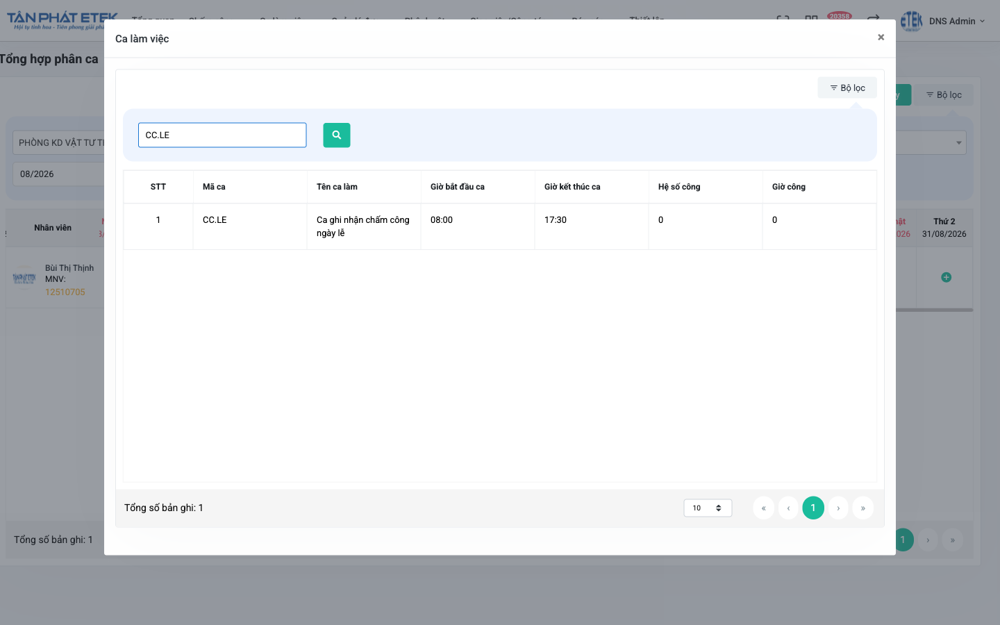 TÂN PHÁT ETEK
Hội tụ tinh hoa - Tiên phong giải phá
20358
DNS Admin
Ca làm việc
×
Tổng hợp phân ca
Bộ lọc
Bộ lọc
CC.LE
PHÒNG KD VẬT TƯ
08/2026
STT
Mã ca
Tên ca làm
Giờ bắt đầu ca
Giờ kết thúc ca
Hệ số công
Giờ công
1
CC.LE
Ca ghi nhận chấm công
ngày lễ
08:00
17:30
0
0
Nhân viên
Thứ 2
31/08/2026
Bùi Thị Thịnh
MNV:
12510705
Tổng số bản ghi: 1
10
«
‹
1
›
»
Tổng số bản ghi: 1
1
›
»